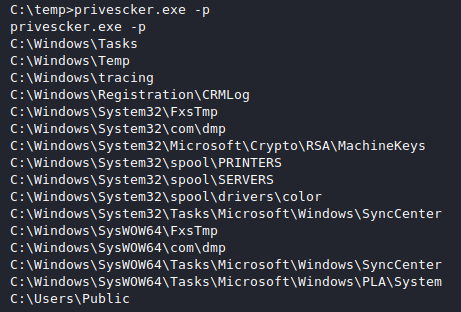 C:\temp>privescker.exe -p
privescker.exe -p
C:\Windows\Tasks
C:\Windows\Temp
C:\Windows\tracing
C:\Windows\Registration\CRMLog
C:\Windows\System32\FxsTmp
C:\Windows\System32\com\dmp
C:\Windows\System32\Microsoft\Crypto\RSA\MachineKeys
C:\Windows\System32\spool\PRINTERS
C:\Windows\System32\spool\SERVERS
C:\Windows\System32\spool\drivers\color
C:\Windows\System32\Tasks\Microsoft\Windows\SyncCenter
C:\Windows\SysWOW64\FxsTmp
C:\Windows\SysWOW64\com\dmp
C:\Windows\SysWOW64\Tasks\Microsoft\Windows\SyncCenter
C:\Windows\SysWOW64\Tasks\Microsoft\Windows\PLA\System
C:\Users\Public